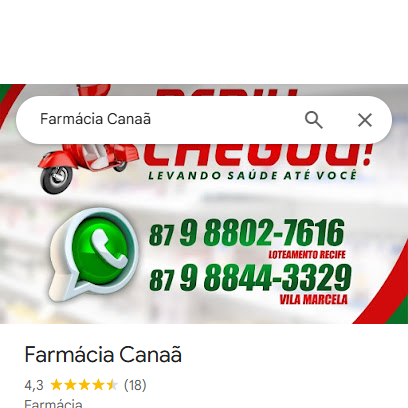 Farmácia Canaã
CHEGOU!
LEVANDO SAÚDE ATÉ VOCÊ
87 9 8802-7616
LOTEAMENTO RECIFE
87 9 8844-3329
VILA MARCELA
Farmácia Canaã
4,3 (18)
Farmácia